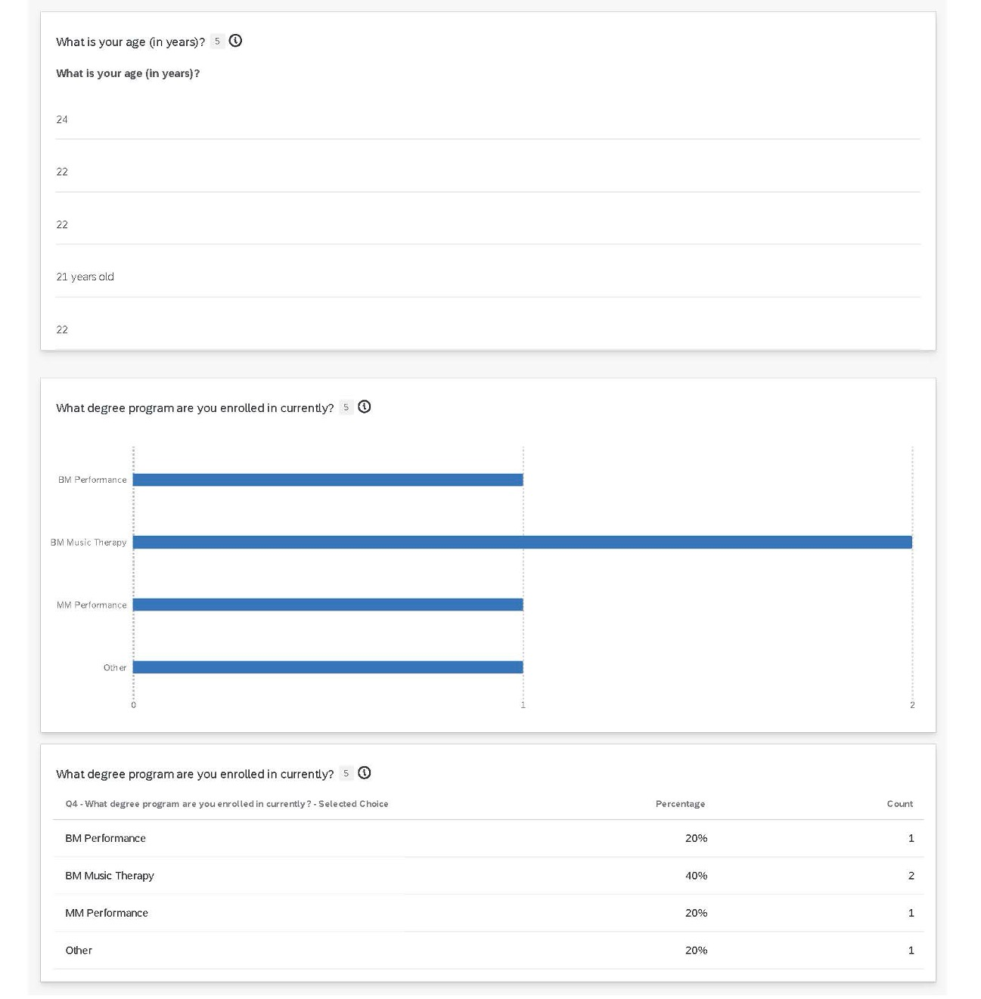 What is your age (in years)? 5
What is your age (in years)?
24
22
22
21 years old
22
What degree program are you enrolled in currently? 5
BM Performance
BM Music Therapy
MM Performance
Other
0 1 2
What degree program are you enrolled in currently? 5
Q4 - What degree program are you enrolled in currently? - Selected Choice Percentage Count
BM Performance 20% 1
BM Music Therapy 40% 2
MM Performance 20% 1
Other 20% 1